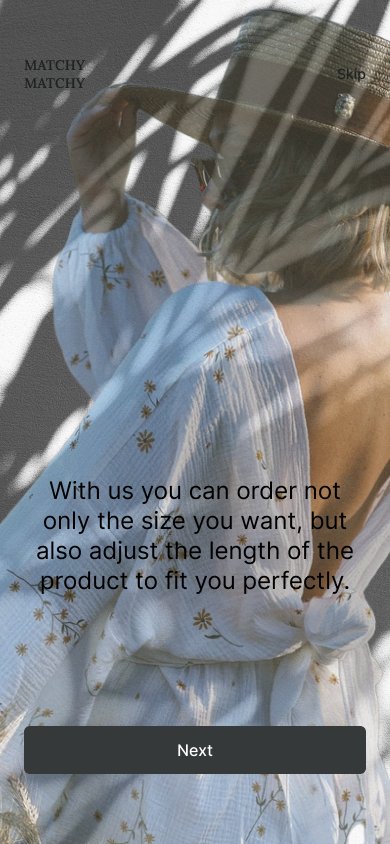 MATCHY
MATCHY
Skip
With us you can order not
only the size you want, but
also adjust the length of the
product to fit you perfectly.
Next